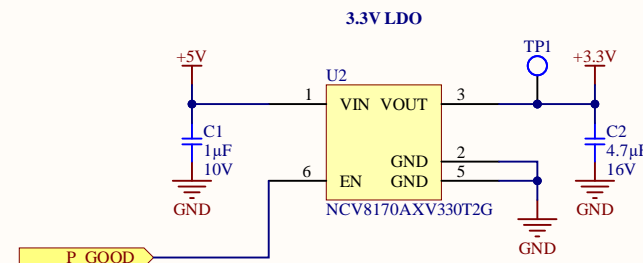 3.3V LDO
+5V
TP1
+3.3V
U2
1
VIN
VOUT
3
C1
1µF
10V
GND
6
EN
GND
GND
2
5
C2
4.7µF
16V
GND
NCV8170AXV330T2G
GND
P_GOOD